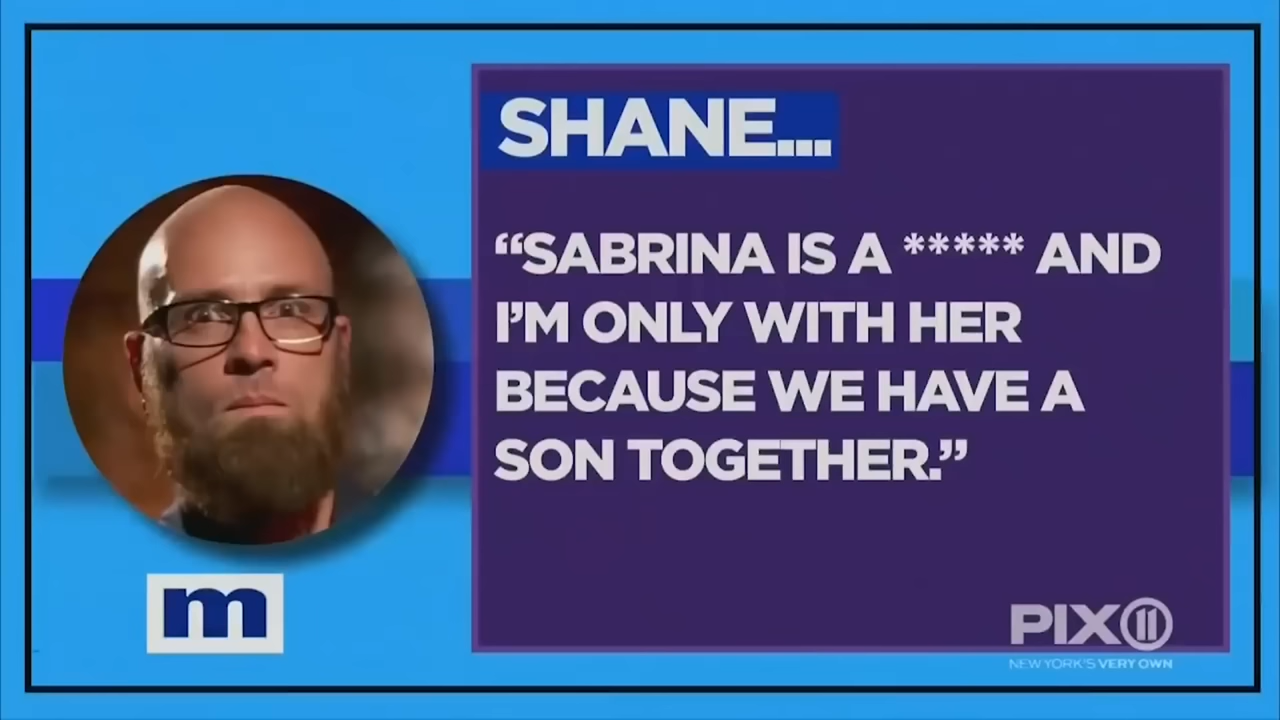 SHANE...
“SABRINA IS A ***** AND
I’M ONLY WITH HER
BECAUSE WE HAVE A
SON TOGETHER.”
m
PIX11
NEW YORK'S VERY OWN